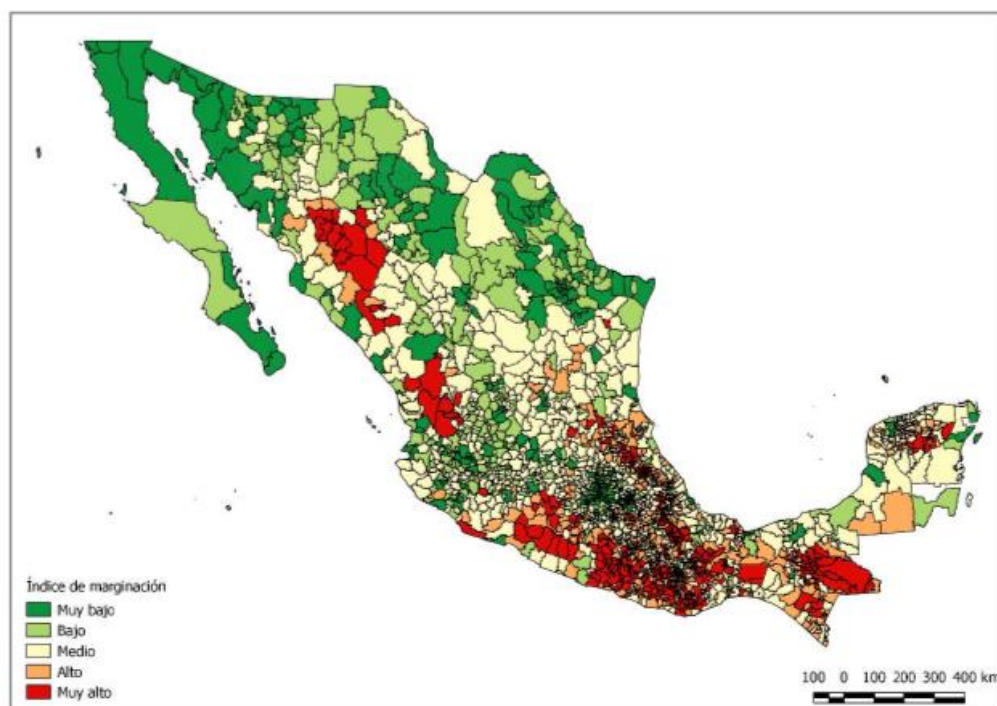 Índice de marginación
Muy bajo
Bajo
Medio
Alto
Muy alto
100 0 100 200 300 400 km